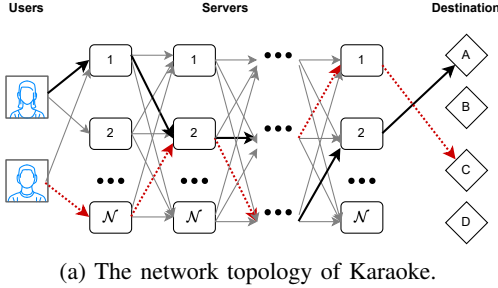 Users Servers Destination
1 1 ••• 1 A
2 2 ••• 2 B
••• ••• ••• C
𝒩 𝒩 ••• 𝒩 D
(a) The network topology of Karaoke.